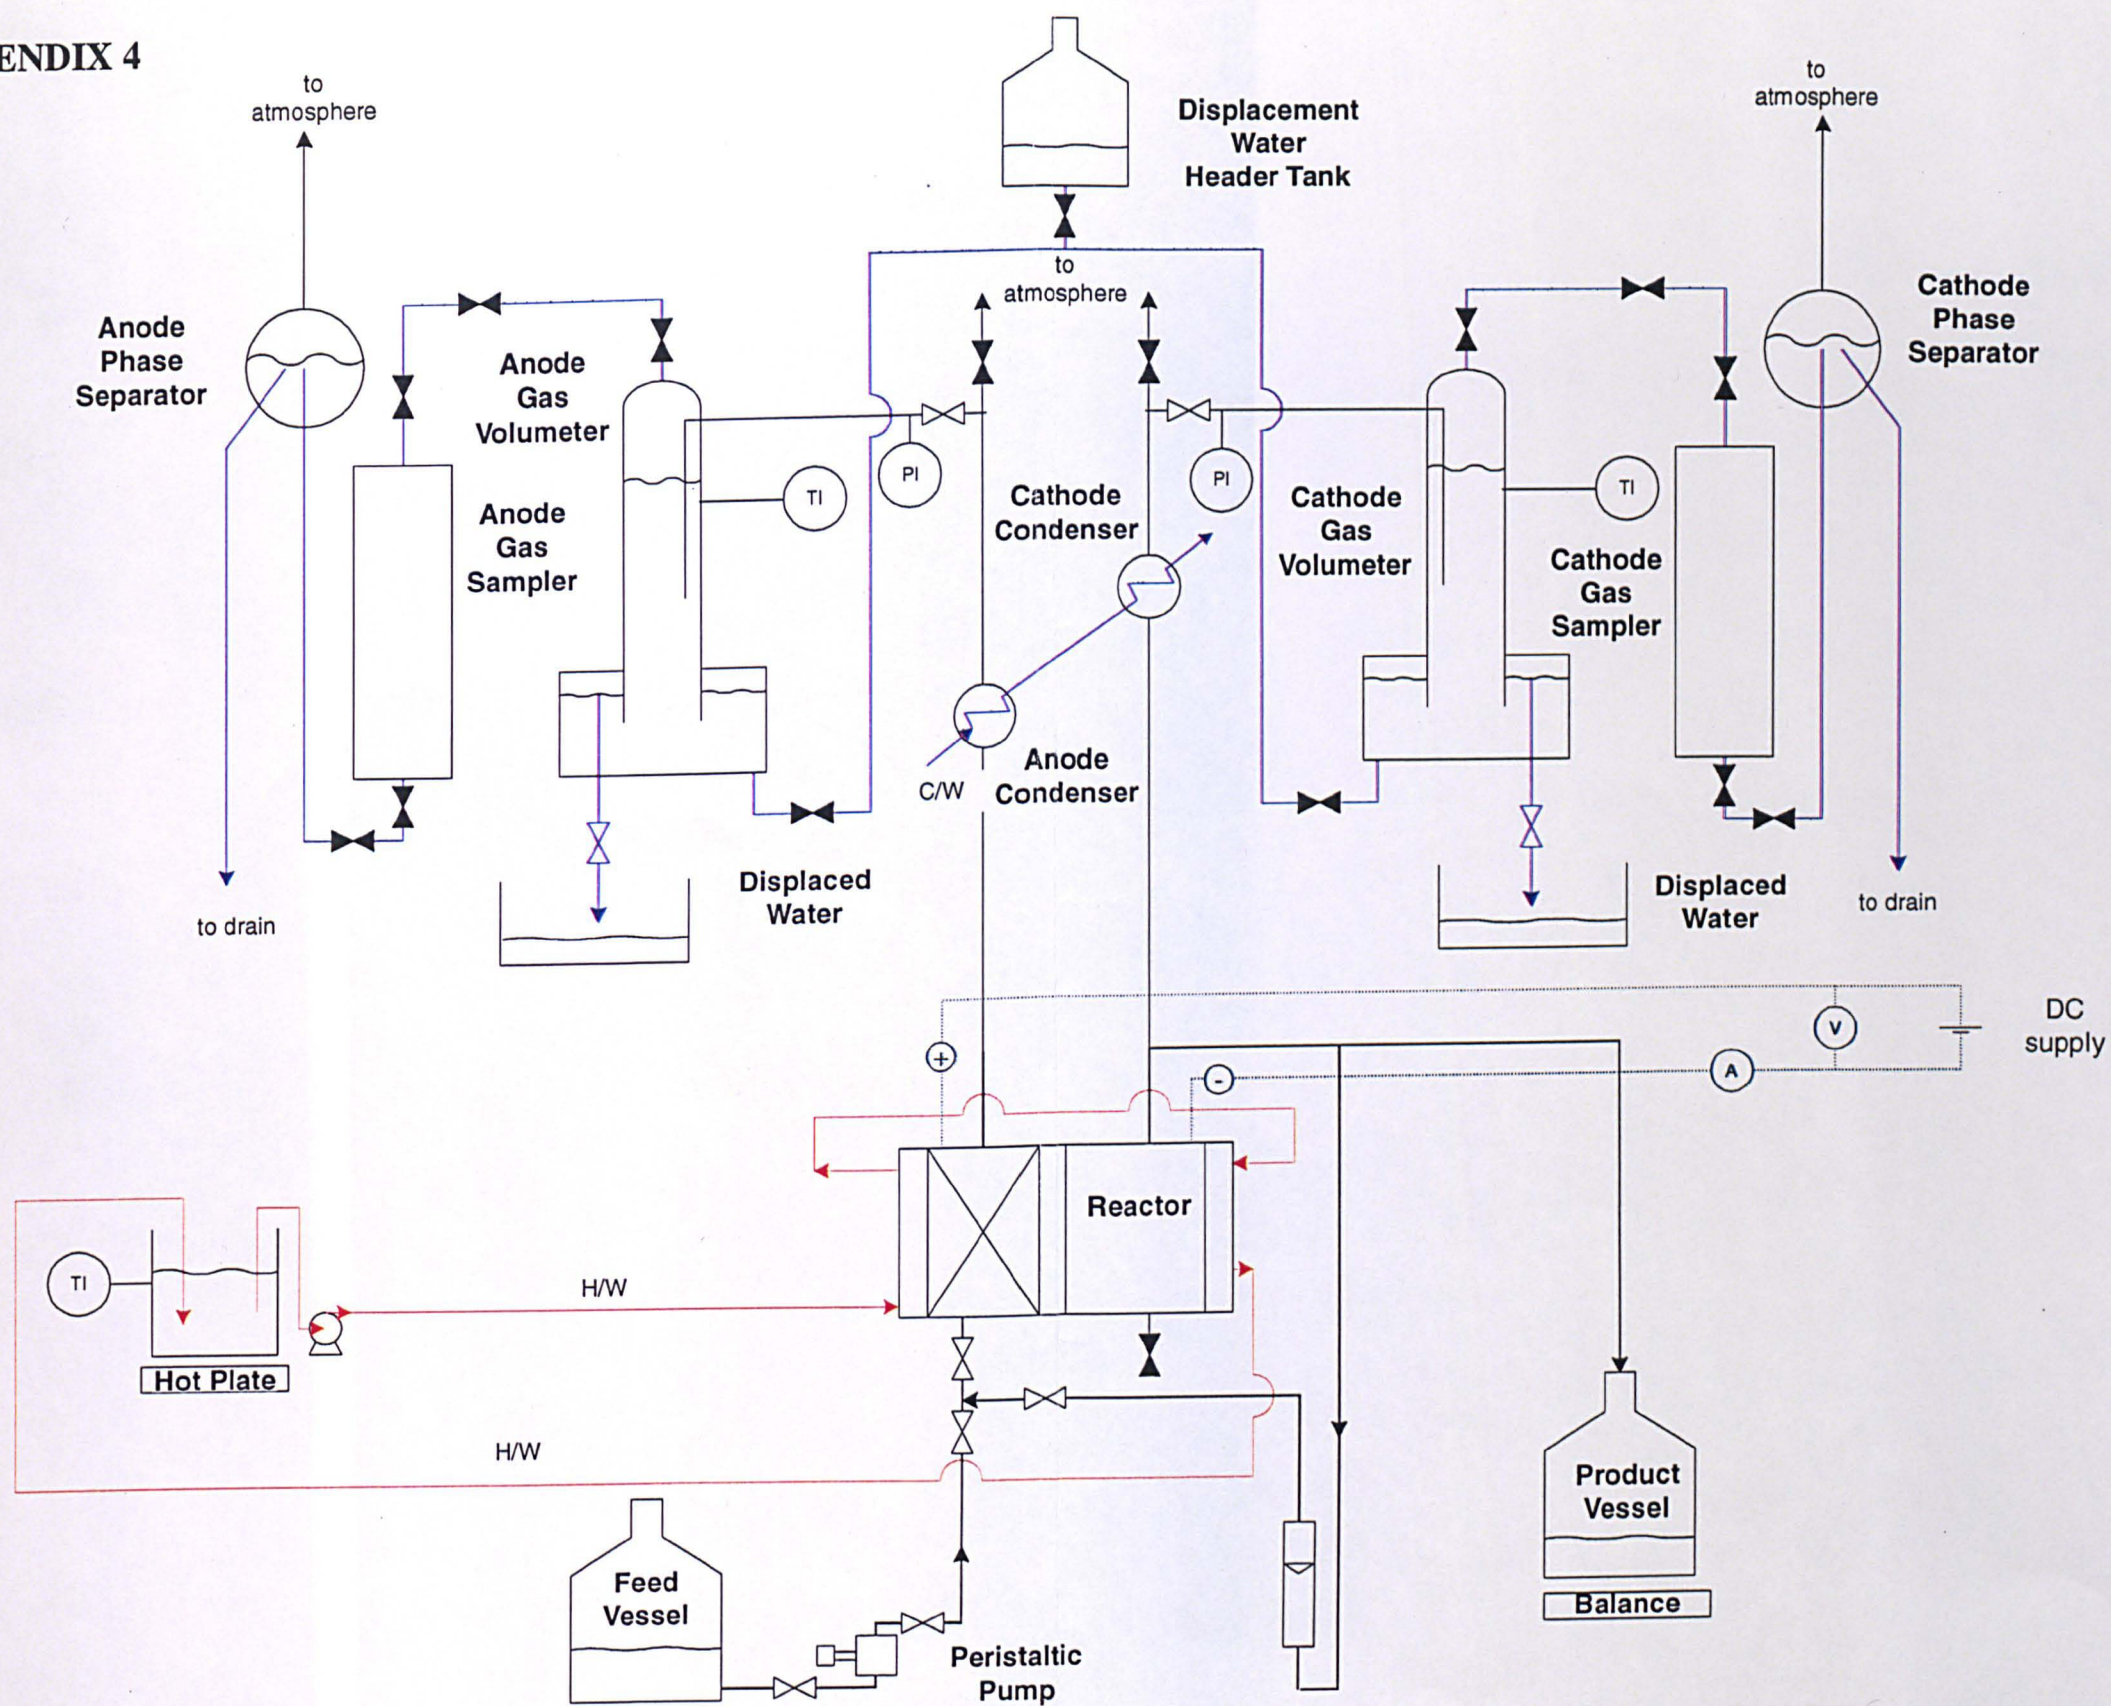 ENDIX 4
to
atmosphere
to
atmosphere
Displacement
Water
Header Tank
to
atmosphere
Anode
Phase
Separator
Cathode
Phase
Separator
Anode
Gas
Volumeter
Anode
Gas
Sampler
TI
PI
Cathode
Condenser
PI
Cathode
Gas
Volumeter
TI
Cathode
Gas
Sampler
C/W
Anode
Condenser
Displaced
Water
Displaced
Water
to drain
to drain
DC
supply
V
A
+
-
Reactor
TI
H/W
Hot Plate
H/W
Feed
Vessel
Peristaltic
Pump
Product
Vessel
Balance